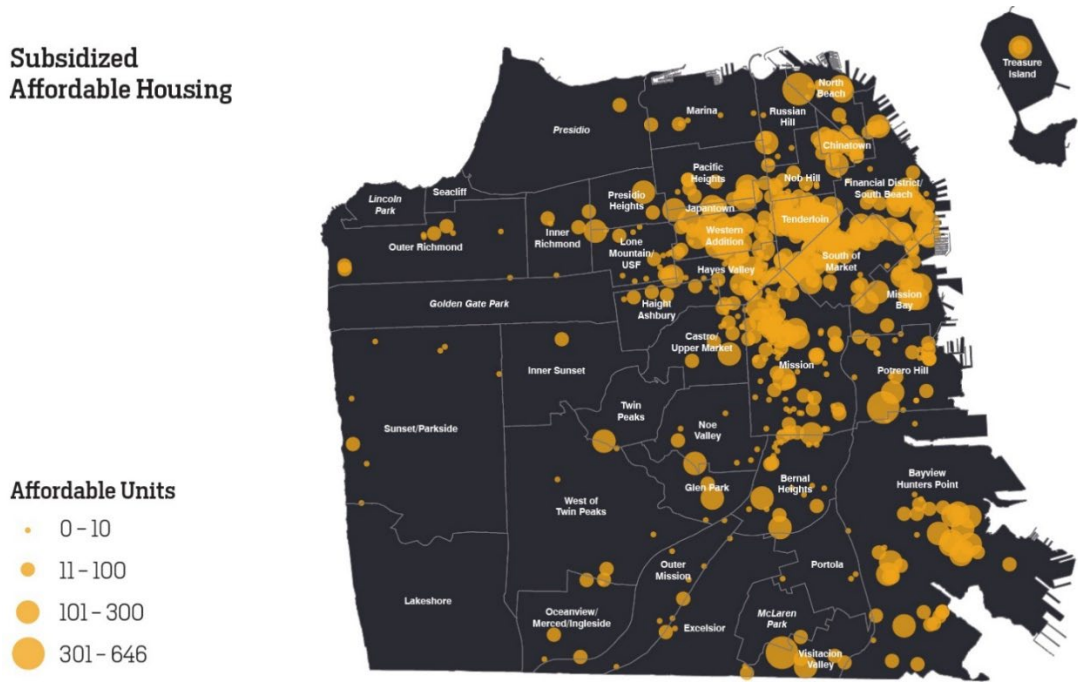 Subsidized
Affordable Housing
Treasure
Island
North
Beach
Marina
Russian
Hill
Presidio
Chinatown
Pacific
Heights
Nob Hill
Financial District/
South Beach
Seacliff
Lincoln
Park
Presidio
Heights
Japantown
Tenderloin
Western
Addition
Outer Richmond
Inner
Richmond
Lone
Mountain/
USF
South of
Market
Hayes Valley
Golden Gate Park
Haight
Ashbury
Mission
Bay
Castro/
Upper Market
Inner Sunset
Mission
Potrero Hill
Twin
Peaks
Sunset/Parkside
Noe
Valley
Bayview
Hunters Point
Glen Park
Bernal
Heights
West of
Twin Peaks
Outer
Mission
Portola
Lakeshore
Oceanview/
Merced/Ingleside
Excelsior
McLaren
Park
Visitacion
Valley
Affordable Units
0 – 10
11 – 100
101 – 300
301 – 646